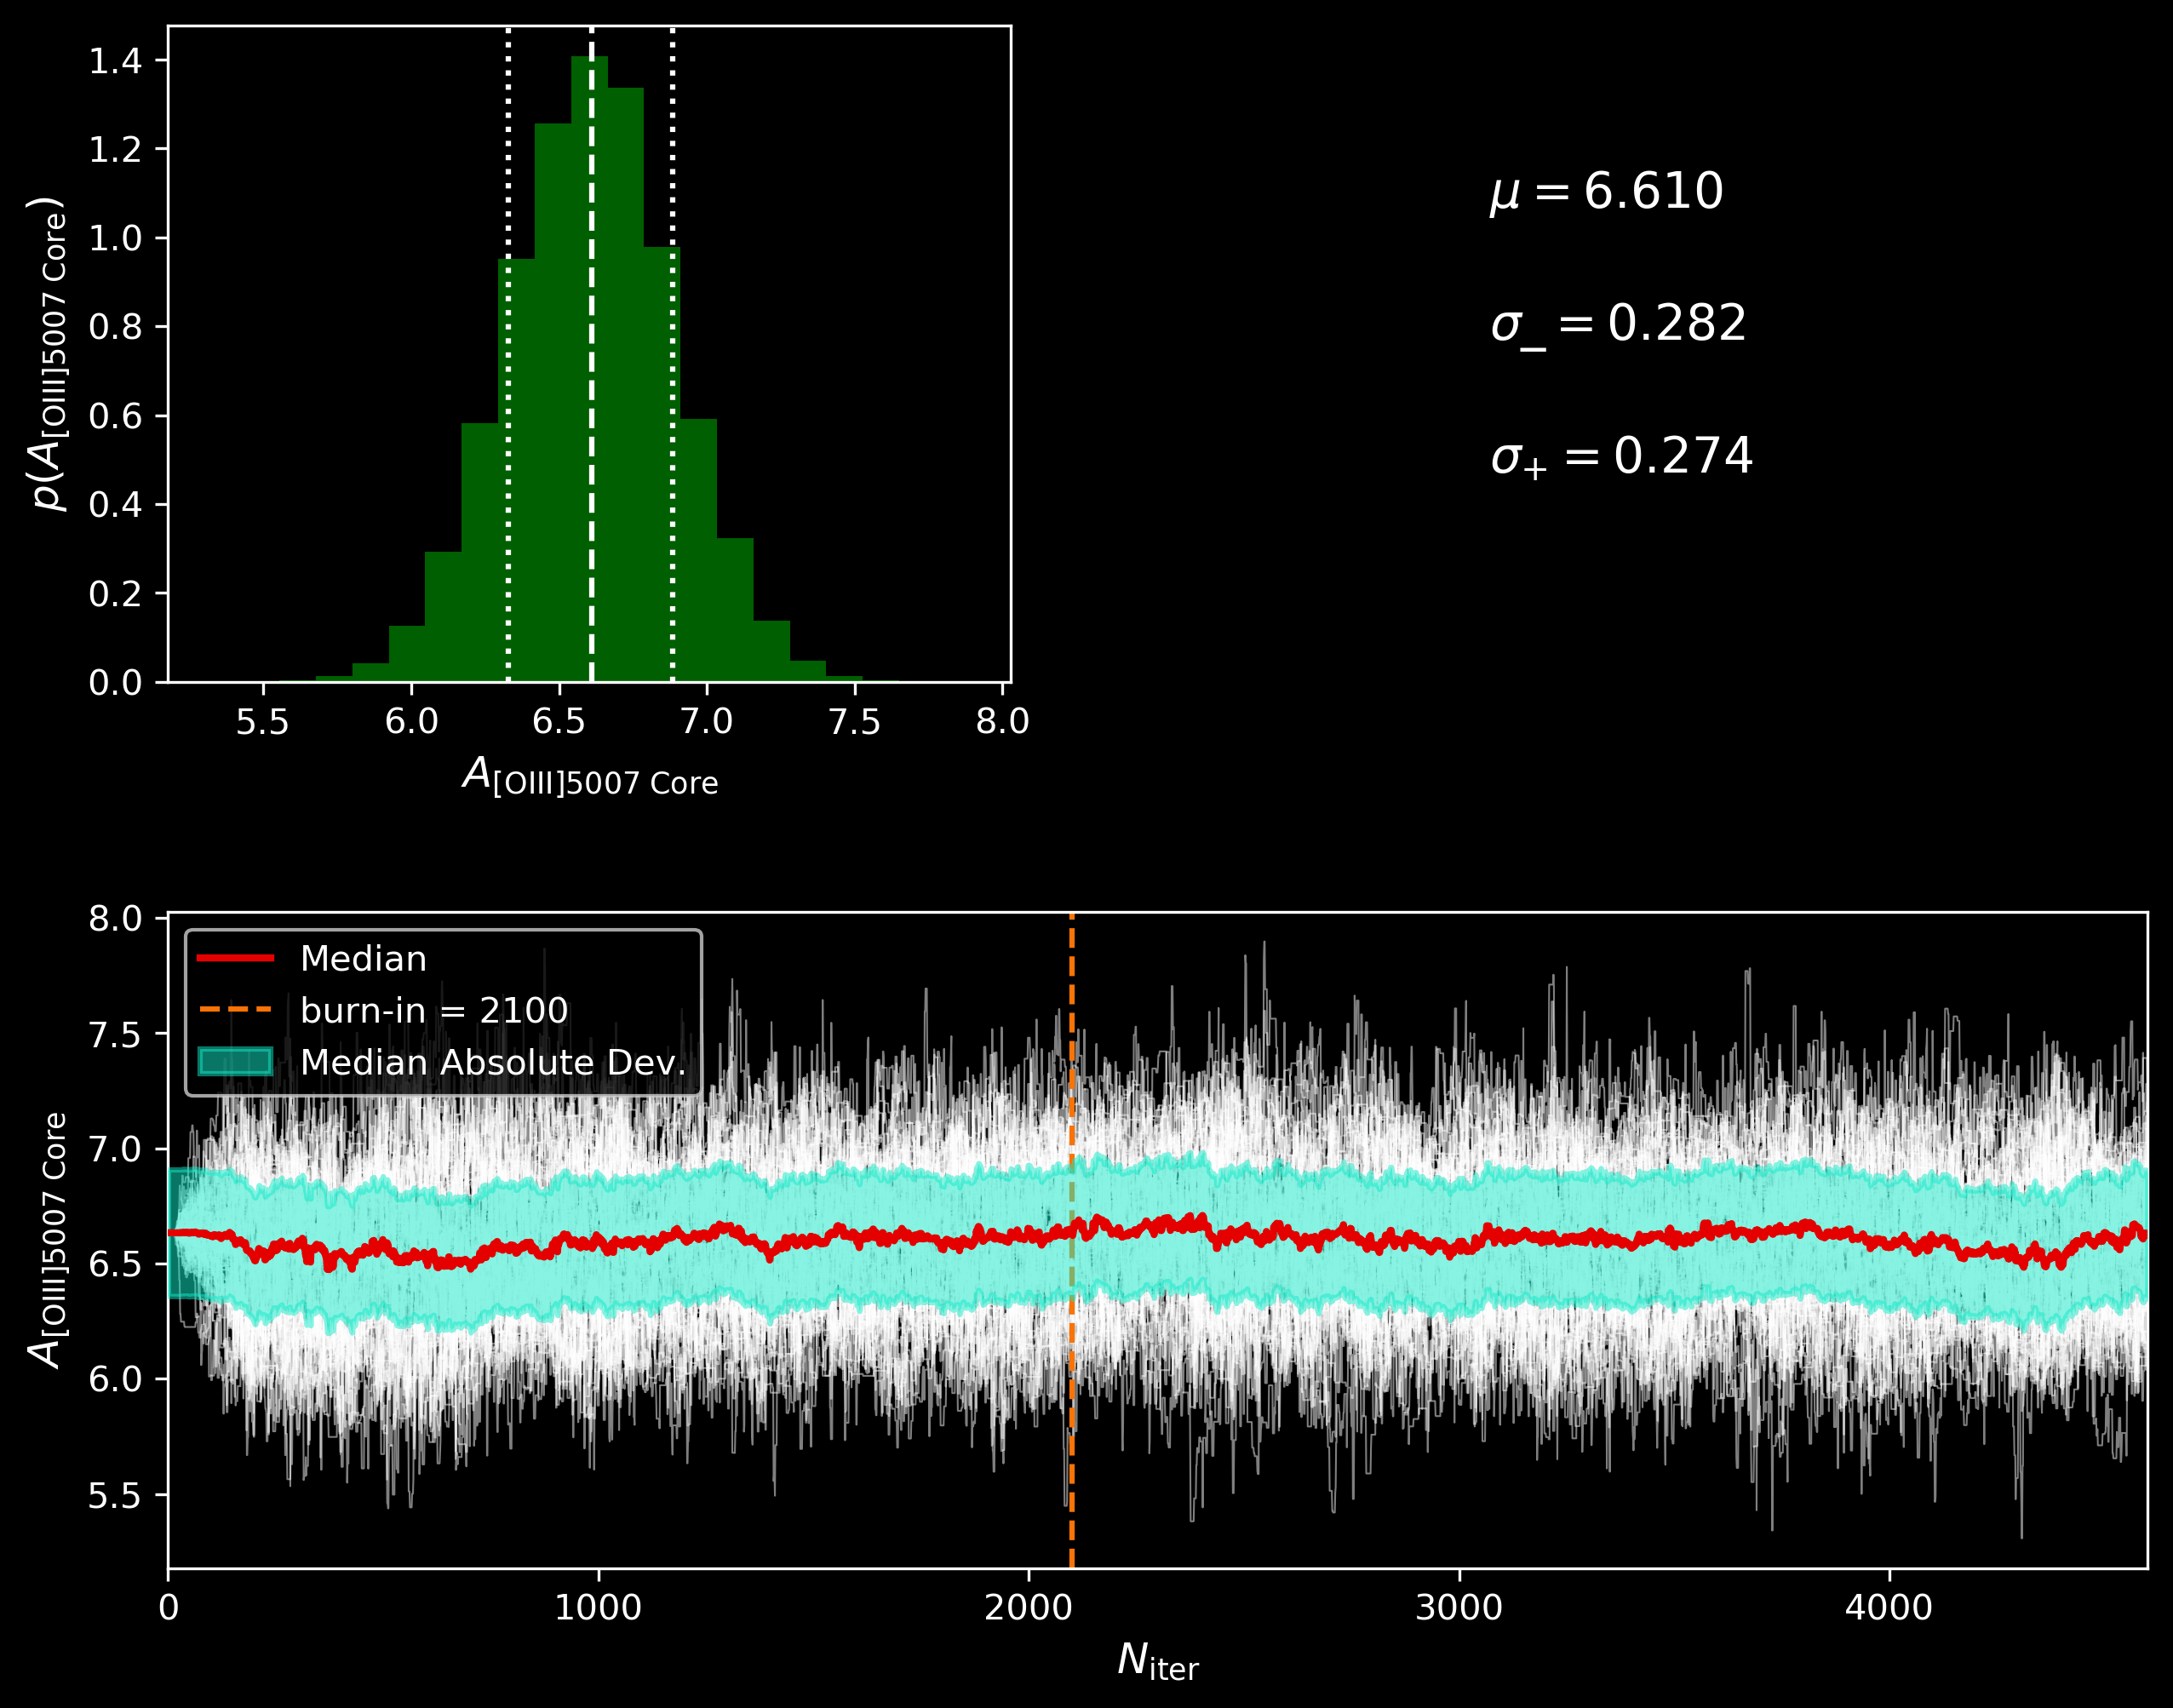 1.4
1.2
1.0
0.8
0.6
0.4
0.2
0.0
p(A[OIII]5007 Core)
5.5 6.0 6.5 7.0 7.5 8.0
A[OIII]5007 Core
μ = 6.610
σ− = 0.282
σ+ = 0.274
8.0
7.5
7.0
6.5
6.0
5.5
A[OIII]5007 Core
Median
burn-in = 2100
Median Absolute Dev.
0 1000 2000 3000 4000
Niter